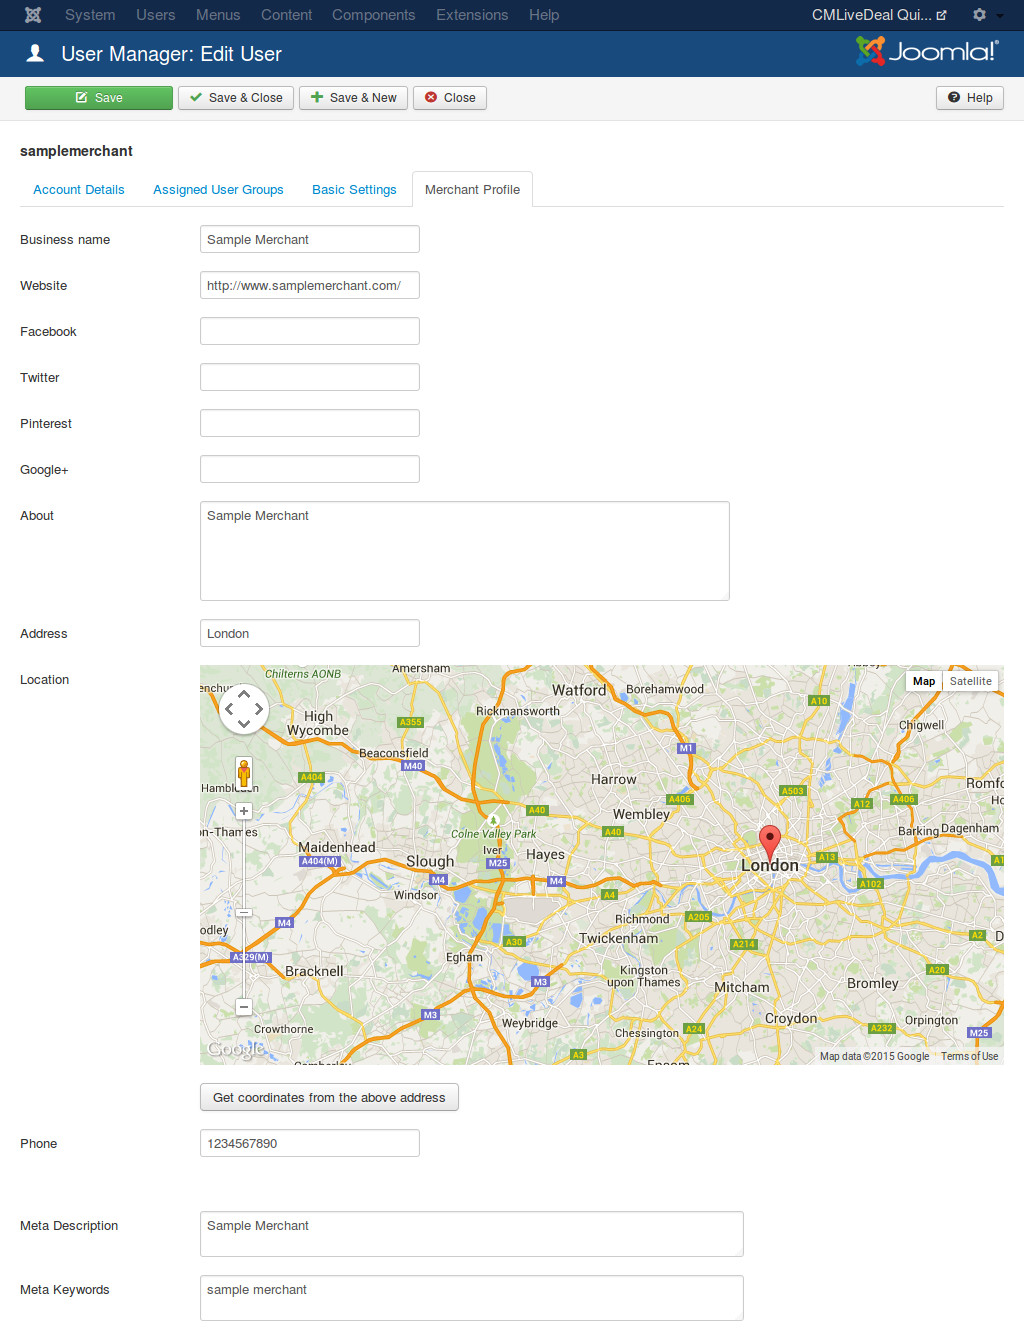 System Users Menus Content Components Extensions Help CMLiveDeal Qui...
User Manager: Edit User Joomla!®
Save Save & Close Save & New Close Help
samplemerchant
Account Details Assigned User Groups Basic Settings Merchant Profile
Business name Sample Merchant
Website http://www.samplemerchant.com/
Facebook
Twitter
Pinterest
Google+
About Sample Merchant
Address London
Location
Amersham
Chilterns AONB
Map Satellite
Watford Borehamwood
A10
Rickmansworth
High Wycombe
A355
Chigwell
M1
Beaconsfield
M40
A404
Harrow
Hambleden
A503
A406
A12
A406
A40
Wembley
A40
Colne Valley Park
Barking Dagenham
Maidenhead
Iver
Hayes
A404(M)
Slough
M25
London
A13
M4
M4
A102
Windsor
A4
M4
Richmond
A205
A30
Twickenham
A214
A2
A329(M)
Egham
Bracknell
Kingston upon Thames
A20
M3
Mitcham
Bromley
M3
Weybridge
Croydon
Orpington
Crowthorne
Chessington
A24
A232
M25
Google
A3
Map data ©2015 Google Terms of Use
Get coordinates from the above address
Phone 1234567890
Meta Description Sample Merchant
Meta Keywords sample merchant